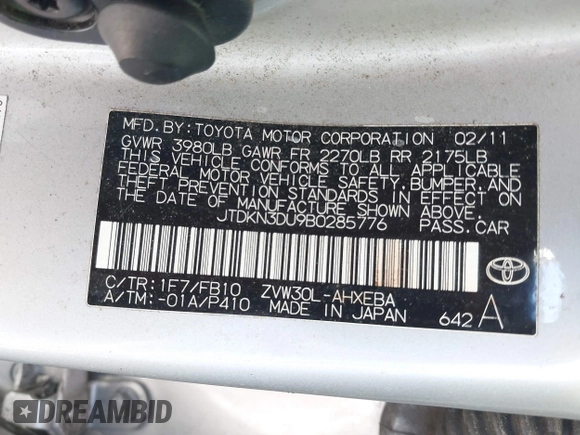 MFD.BY:TOYOTA MOTOR CORPORATION 02/11
GVWR 3980LB GAWR FR 2270LB RR 2175LB
THIS VEHICLE CONFORMS TO ALL APPLICABLE
FEDERAL MOTOR VEHICLE SAFETY, BUMPER, AND
THEFT PREVENTION STANDARDS IN EFFECT ON
THE DATE OF MANUFACTURE SHOWN ABOVE.
JTDKN3DU9B0285776 PASS.CAR
C/TR:1F7/FB10 ZVW30L-AHXEBA
A/TM:-01A/P410 MADE IN JAPAN
642 A
$DREAMBID